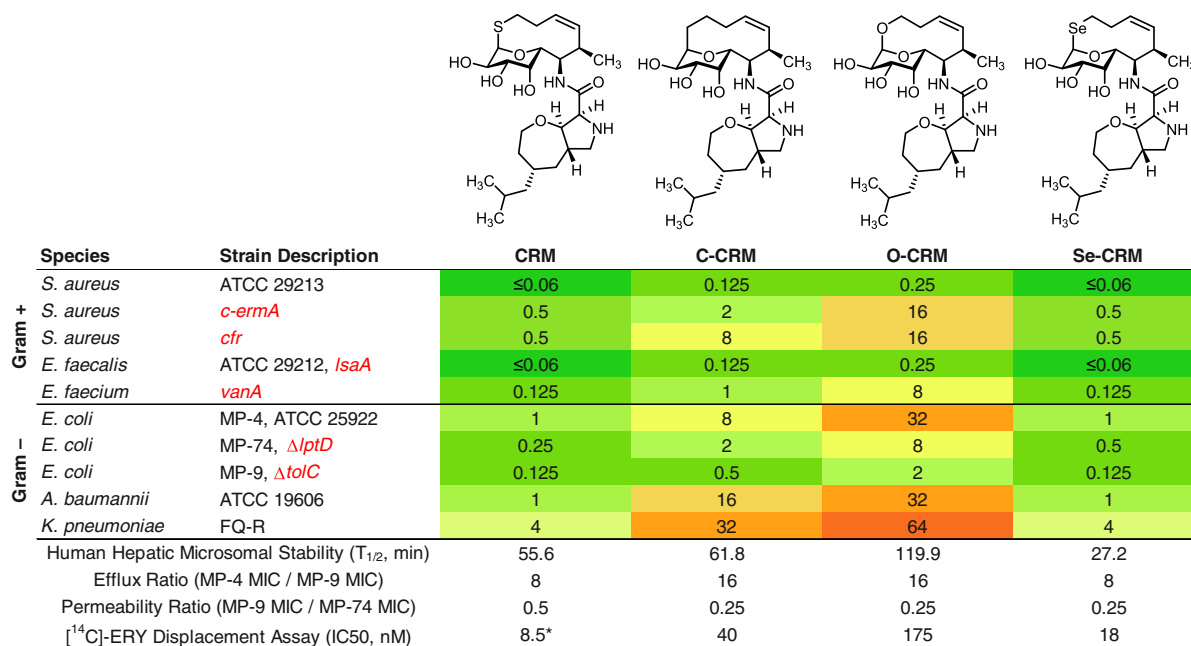 S
O
HO
HO
HO
CH₃
HN
O
O
H
H
NH
H
H₃C
H₃C
O
HO
HO
HO
CH₃
HN
O
O
H
H
NH
H
H₃C
H₃C
O
O
HO
HO
HO
CH₃
HN
O
O
H
H
NH
H
H₃C
H₃C
Se
O
HO
HO
HO
CH₃
HN
O
O
H
H
NH
H
H₃C
H₃C
Species Strain Description CRM C-CRM O-CRM Se-CRM
Gram +
S. aureus ATCC 29213 ≤0.06 0.125 0.25 ≤0.06
S. aureus c-ermA 0.5 2 16 0.5
S. aureus cfr 0.5 8 16 0.5
E. faecalis ATCC 29212, lsaA ≤0.06 0.125 0.25 ≤0.06
E. faecium vanA 0.125 1 8 0.125
Gram –
E. coli MP-4, ATCC 25922 1 8 32 1
E. coli MP-74, ΔlptD 0.25 2 8 0.5
E. coli MP-9, ΔtolC 0.125 0.5 2 0.125
A. baumannii ATCC 19606 1 16 32 1
K. pneumoniae FQ-R 4 32 64 4
Human Hepatic Microsomal Stability (T1/2, min) 55.6 61.8 119.9 27.2
Efflux Ratio (MP-4 MIC / MP-9 MIC) 8 16 16 8
Permeability Ratio (MP-9 MIC / MP-74 MIC) 0.5 0.25 0.25 0.25
[¹⁴C]-ERY Displacement Assay (IC50, nM) 8.5* 40 175 18